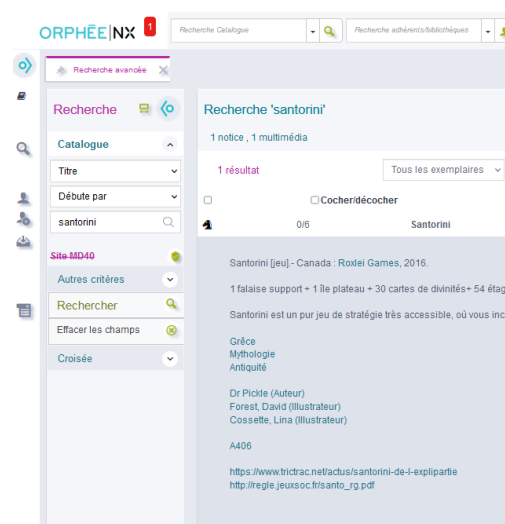 ORPHÉE|NX 1
Recherche Catalogue
Recherche adhérents/bibliothèques
Recherche avancée
Recherche
Catalogue
Titre
Débute par
santorini
Site MD40
Autres critères
Rechercher
Effacer les champs
Croisée
Recherche 'santorini'
1 notice , 1 multimédia
1 résultat
Tous les exemplaires
Cocher/décocher
0/6 Santorini
Santorini [jeu].- Canada : Roxlei Games, 2016.
1 falaise support + 1 île plateau + 30 cartes de divinités+ 54 étag
Santorini est un pur jeu de stratégie très accessible, où vous inc
Grêce
Mythologie
Antiquité
Dr Pickle (Auteur)
Forest, David (Illustrateur)
Cossette, Lina (Illustrateur)
A406
https://www.trictrac.net/actus/santorini-de-l-explipartie
http://regle.jeuxsoc.fr/santo_rg.pdf